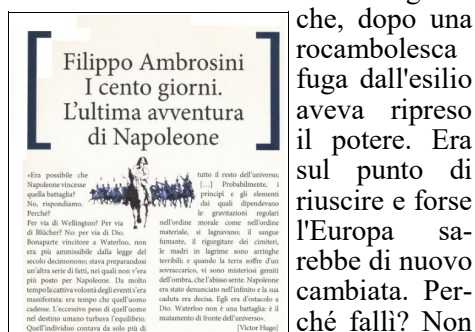 Filippo Ambrosini
I cento giorni.
L'ultima avventura
di Napoleone
«Era possibile che
Napoleone vincesse
quella battaglia?
No, rispondiamo.
Perché?
Per via di Wellington? Per via
di Blücher? No: per via di Dio.
Bonaparte vincitore a Waterloo, non
era più ammissibile dalla legge del
secolo decimonono; stava preparandosi
un'altra serie di fatti, nei quali non v'era
più posto per Napoleone. Da molto
tempo la cattiva volontà degli eventi s'era
manifestata: era tempo che quell'uomo
cadesse. L'eccessivo peso di quell'uomo
nel destino umano turbava l'equilibrio.
Quell'individuo contava da solo più di
tutto il resto dell'universo;
[…] Probabilmente, i
principî e gli elementi
dai quali dipendevano
le gravitazioni regolari
nell'ordine morale come nell'ordine
materiale, si lagnavano; il sangue
fumante, il rigurgitare dei cimiteri,
le madri in lagrime sono arringhe
terribili; e quando la terra soffre d'un
sovraccarico, vi sono misteriosi gemiti
dell'ombra, che l'abisso sente. Napoleone
era stato denunciato nell'infinito e la sua
caduta era decisa. Egli era d'ostacolo a
Dio. Waterloo non è una battaglia: è il
mutamento di fronte dell'universo».
[Victor Hugo]
che, dopo una
rocambolesca
fuga dall'esilio
aveva ripreso
il potere. Era
sul punto di
riuscire e forse
l'Europa sa-
rebbe di nuovo
cambiata. Per-
ché fallì? Non